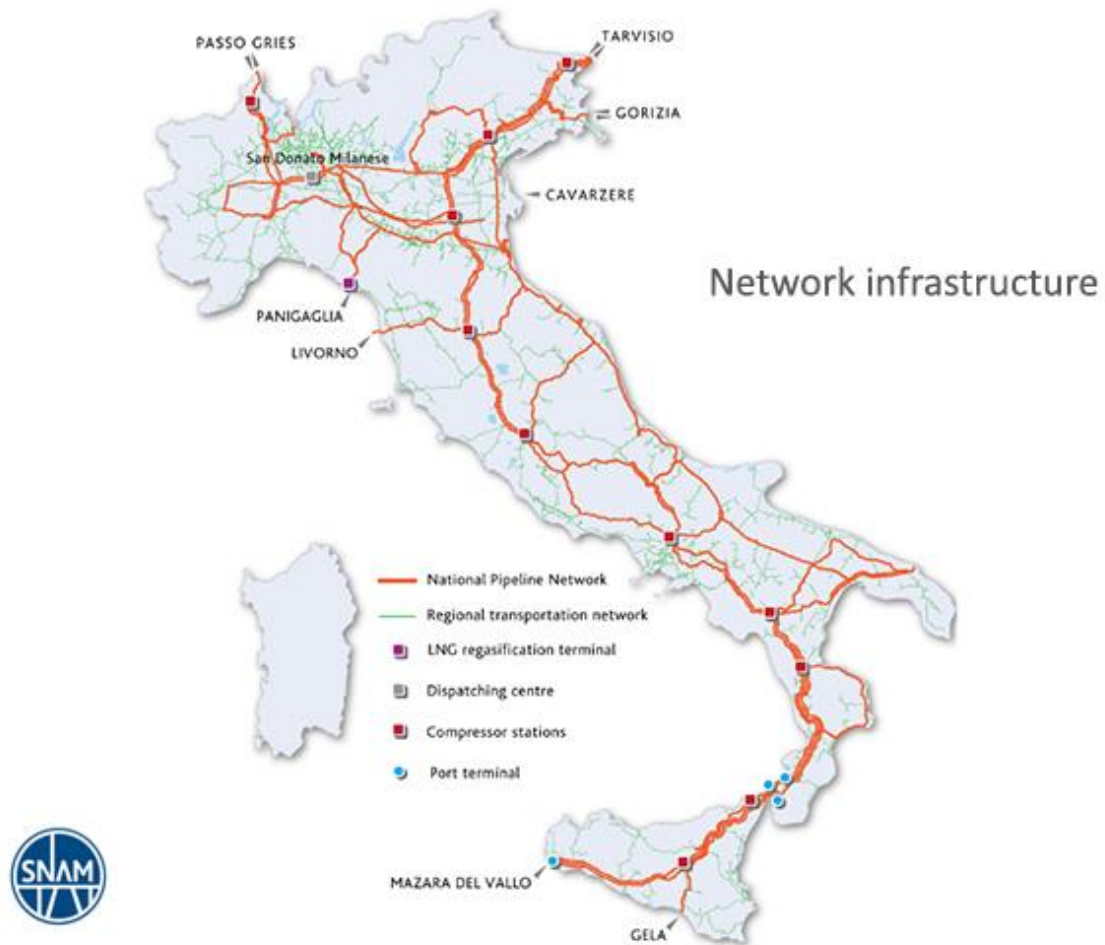 TARVISIO
PASSO GRIES
GORIZIA
San Donato Milanese
CAVARZERE
Network infrastructure
PANIGAGLIA
LIVORNO
National Pipeline Network
Regional transportation network
LNG regasification terminal
Dispatching centre
Compressor stations
Port terminal
SNAM
MAZARA DEL VALLO
GELA